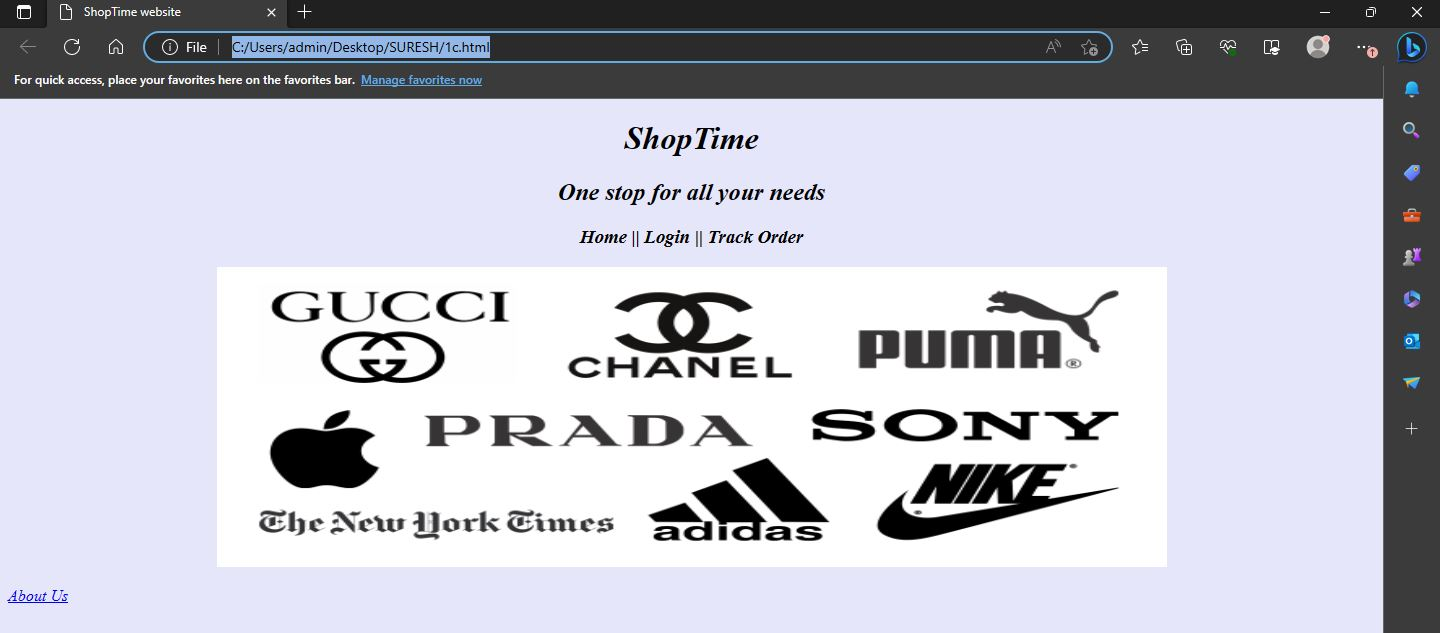 ShopTime website
File C:/Users/admin/Desktop/SURESH/1c.html
For quick access, place your favorites here on the favorites bar. Manage favorites now
ShopTime
One stop for all your needs
Home || Login || Track Order
GUCCI
CHANEL
PUMA®
PRADA
SONY
NIKE®
The New York Times
adidas
About Us